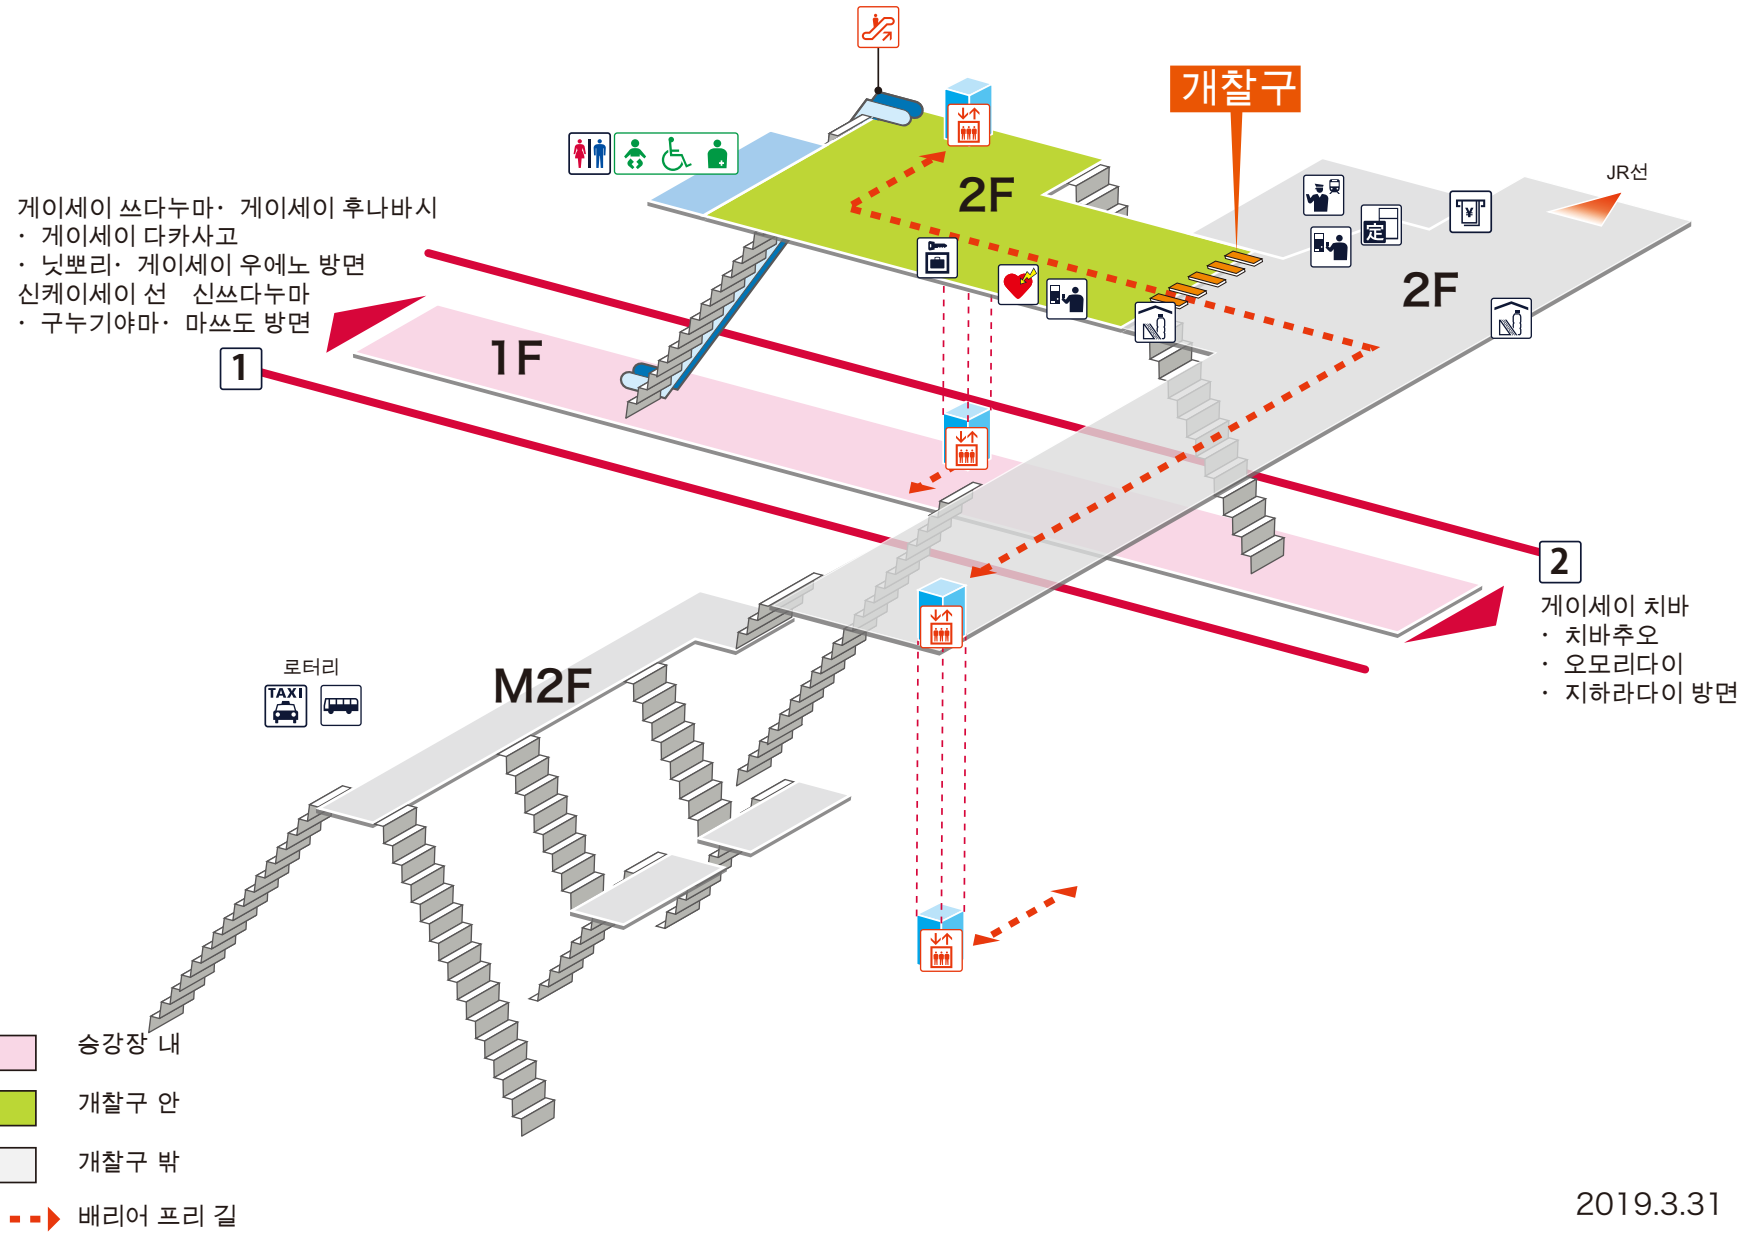 개찰구
JR선
2F
게이세이 쓰다누마· 게이세이 후나바시
· 게이세이 다카사고
· 닛뽀리· 게이세이 우에노 방면
신케이세이 선 신쓰다누마
· 구누기야마· 마쓰도 방면
定
¥
2F
1F
1
2
게이세이 치바
· 치바추오
· 오모리다이
· 지하라다이 방면
로터리
TAXI
M2F
승강장 내
개찰구 안
개찰구 밖
배리어 프리 길
2019.3.31